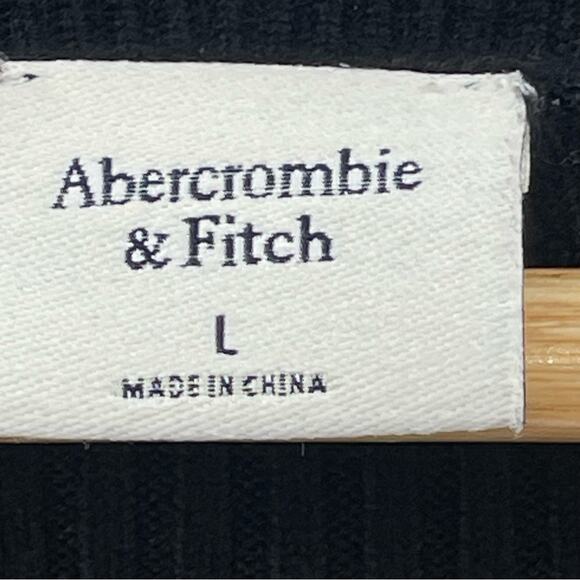 Abercrombie
& Fitch
L
MADE IN CHINA